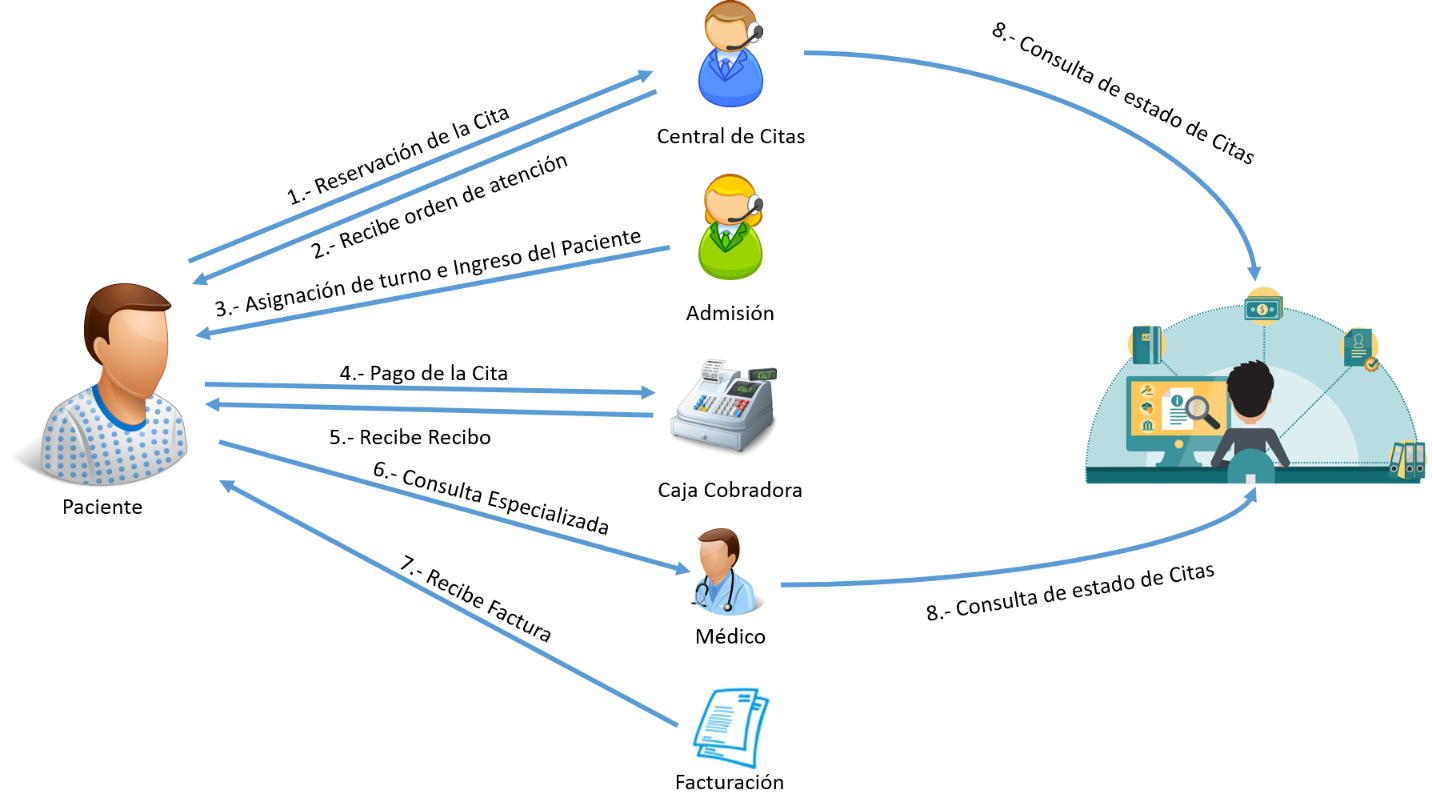 8.- Consulta de estado de Citas
Central de Citas
1.- Reservación de la Cita
2.- Recibe orden de atención
3.- Asignación de turno e Ingreso del Paciente
Admisión
4.- Pago de la Cita
5.- Recibe Recibo
Caja Cobradora
Paciente
6.- Consulta Especializada
7.- Recibe Factura
Médico
8.- Consulta de estado de Citas
Facturación